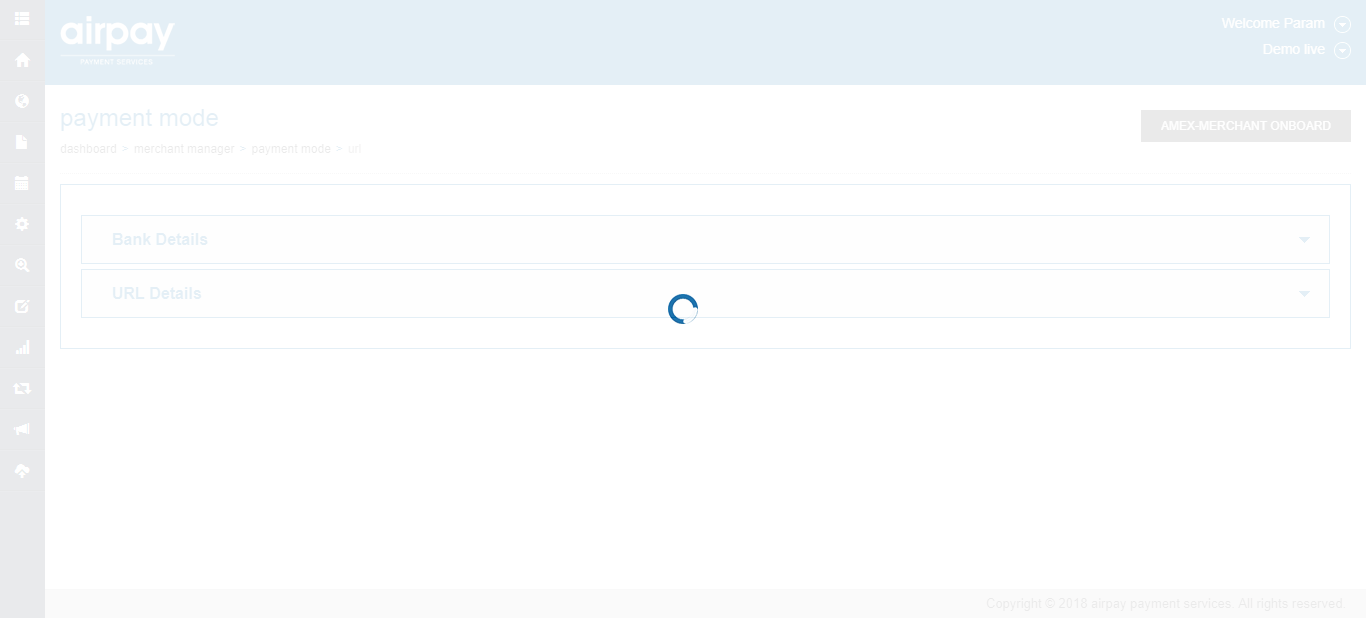 airpay
PAYMENT SERVICES
Welcome Param
Demo live
payment mode
AMEX-MERCHANT ONBOARD
dashboard > merchant manager > payment mode > url
Bank Details
URL Details
Copyright © 2018 airpay payment services. All rights reserved.